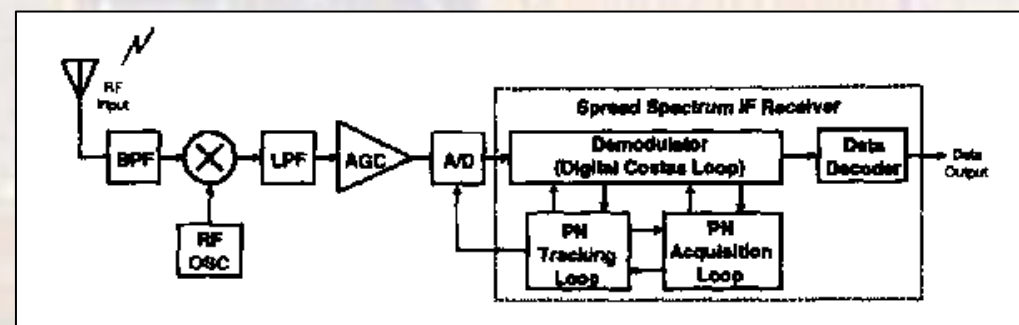 RF
Input
BPF
RF
OSC
LPF
AGC
A/D
Spread Spectrum IF Receiver
Demodulator
(Digital Costas Loop)
PN
Tracking
Loop
PN
Acquisition
Loop
Data
Decoder
Data
Output